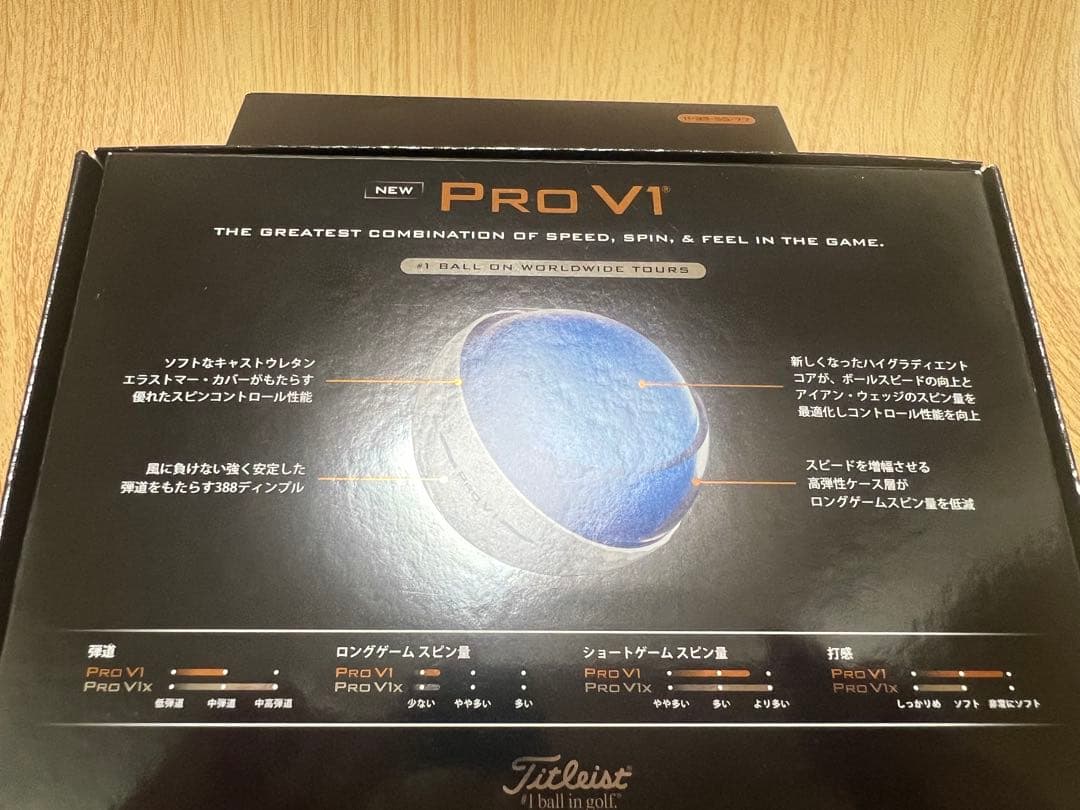 11·33·55·77
NEW PRO V1®
THE GREATEST COMBINATION OF SPEED, SPIN, & FEEL IN THE GAME.
#1 BALL ON WORLDWIDE TOURS
ソフトなキャストウレタン
エラストマー・カバーがもたらす
優れたスピンコントロール性能
新しくなったハイグラディエント
コアが、ボールスピードの向上と
アイアン・ウェッジのスピン量を
最適化しコントロール性能を向上
風に負けない強く安定した
弾道をもたらす388ディンプル
スピードを増幅させる
高弾性ケース層が
ロングゲームスピン量を低減
PRO V1
弾道
PRO V1
PRO V1x
低弾道 中弾道 中高弾道
ロングゲーム スピン量
PRO V1
PRO V1x
少ない やや多い 多い
ショートゲーム スピン量
PRO V1
PRO V1x
やや多い 多い より多い
打感
PRO V1
PRO V1x
しっかりめ ソフト 非常にソフト
Titleist®
#1 ball in golf.®